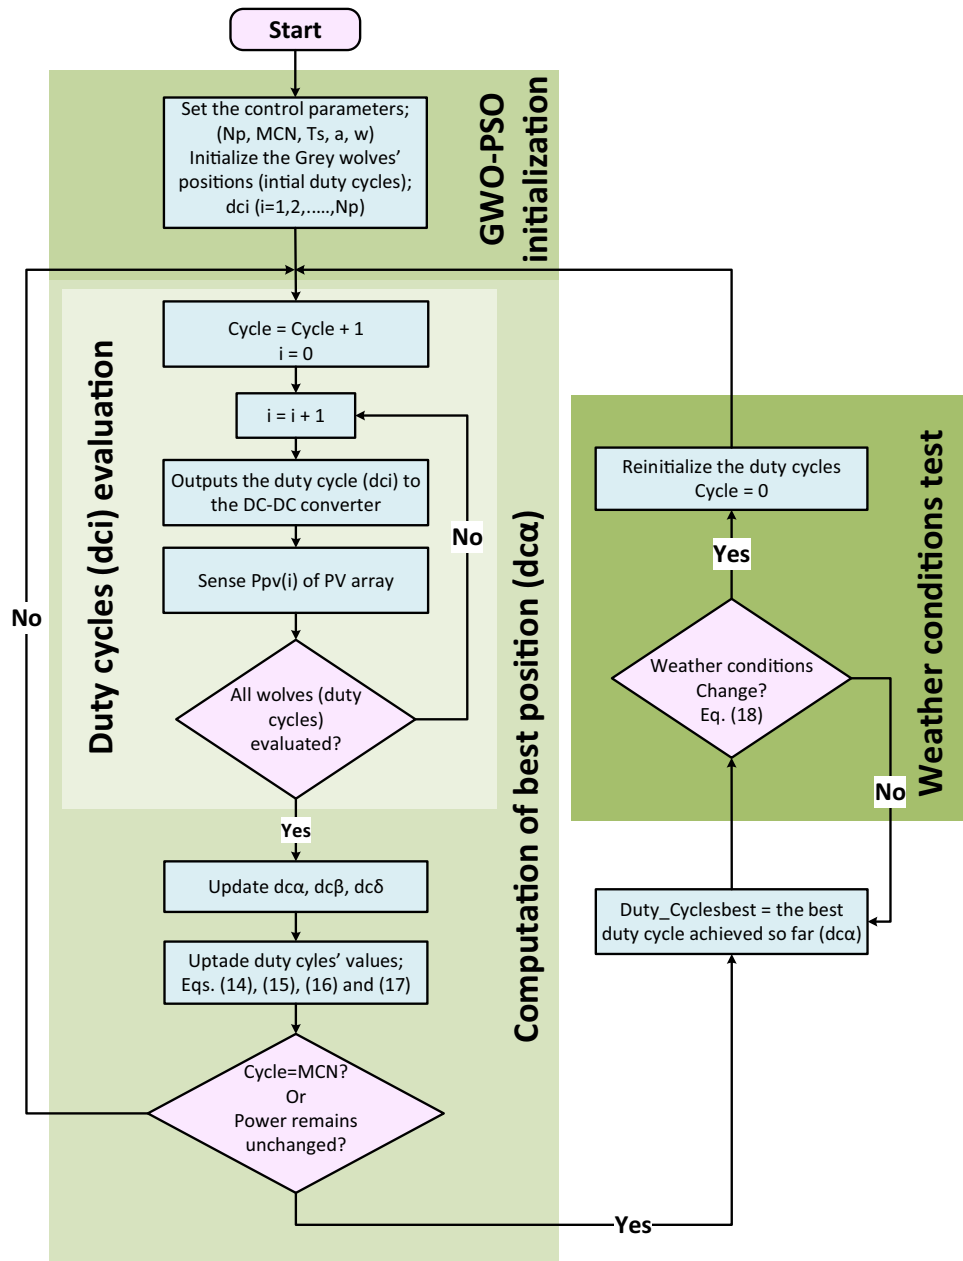 Start
Set the control parameters;
(Np, MCN, Ts, a, w)
Initialize the Grey wolves'
positions (intial duty cycles);
dci (i=1,2,.....,Np)
GWO-PSO
initialization
Cycle = Cycle + 1
i = 0
i = i + 1
Outputs the duty cycle (dci) to
the DC-DC converter
Sense Ppv(i) of PV array
All wolves (duty
cycles)
evaluated?
No
Yes
Duty cycles (dci) evaluation
Update dcα, dcβ, dcδ
Uptade duty cyles' values;
Eqs. (14), (15), (16) and (17)
Cycle=MCN?
Or
Power remains
unchanged?
No
Yes
Computation of best position (dcα)
Duty_Cyclesbest = the best
duty cycle achieved so far (dcα)
Weather conditions
Change?
Eq. (18)
No
Yes
Reinitialize the duty cycles
Cycle = 0
Weather conditions test